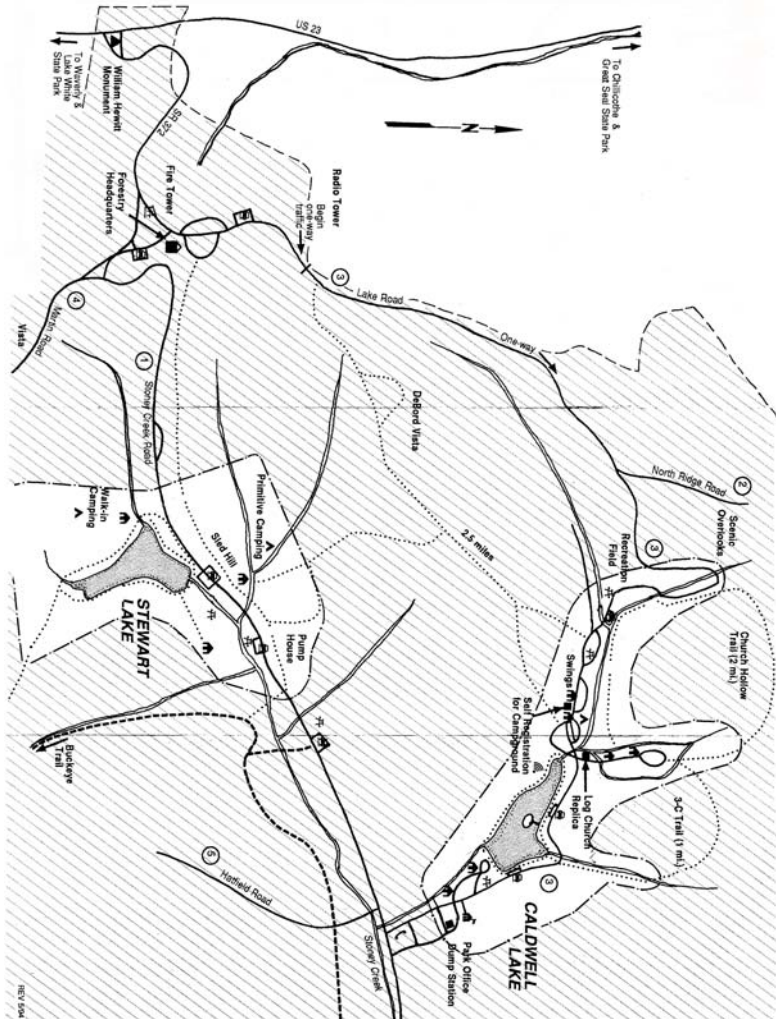 To Chillicothe &
Great Seal State Park
US 23
To Waverly &
Lake White
State Park
William Hewitt
Monument
SR 372
N
Fire Tower
Forestry
Headquarters
Radio Tower
Begin
one-way
traffic
3
Lake Road
One-way
2
North Ridge Road
Scenic
Overlooks
3
Recreation
Field
Church Hollow
Trail (2 mi.)
4
Martin Road
Vista
1
Stoney Creek Road
DeBord Vista
2.5 miles
Primitive Camping
Sled Hill
Walk-in
Camping
STEWART
LAKE
Pump
House
Swings
Self Registration
for Campground
Log Church
Replica
3-C Trail (1 mi.)
Buckeye
Trail
3
CALDWELL
LAKE
5
Hatfield Road
Stoney Creek
Park Office
Dump Station
REV 5/94